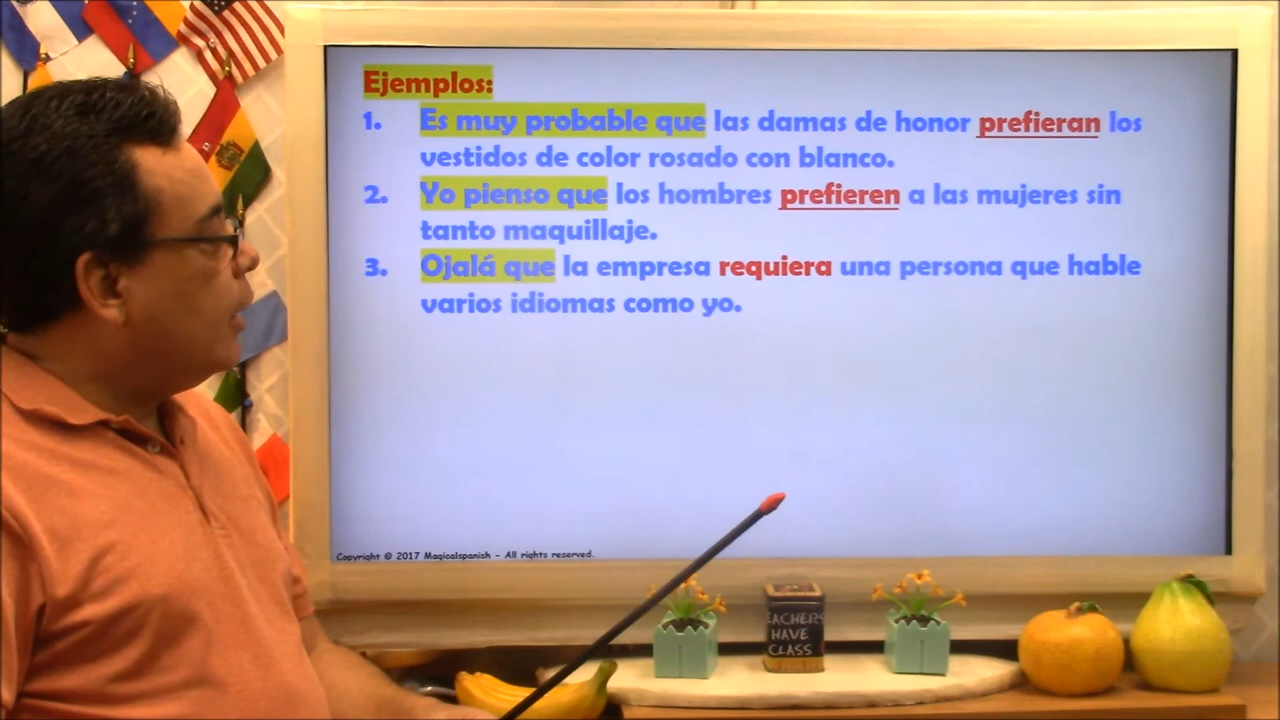 Ejemplos:
1. Es muy probable que las damas de honor prefieran los
vestidos de color rosado con blanco.
2. Yo pienso que los hombres prefieren a las mujeres sin
tanto maquillaje.
3. Ojalá que la empresa requiera una persona que hable
varios idiomas como yo.
Copyright © 2017 Magicalspanish - All rights reserved.
TEACHERS
HAVE
CLASS